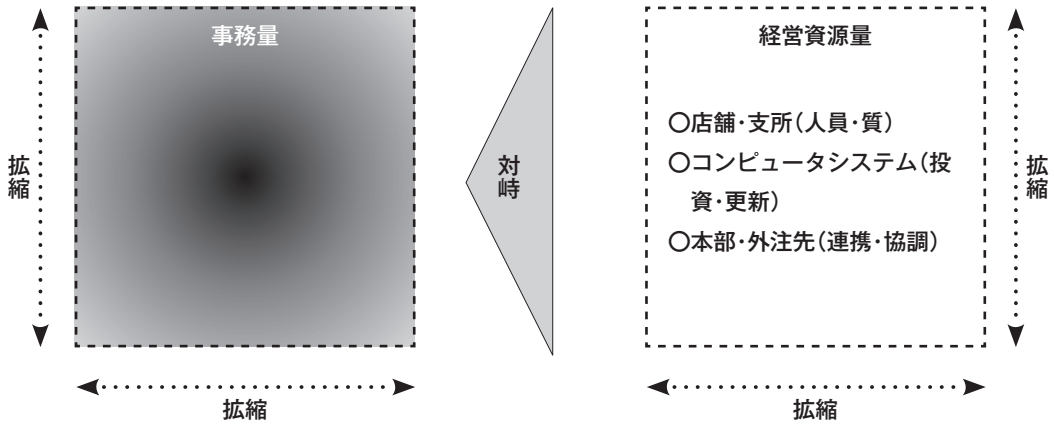 事務量
拡縮
拡縮
対峙
経営資源量
○店舗・支所(人員・質)
○コンピュータシステム(投
資・更新)
○本部・外注先(連携・協調)
拡縮
拡縮